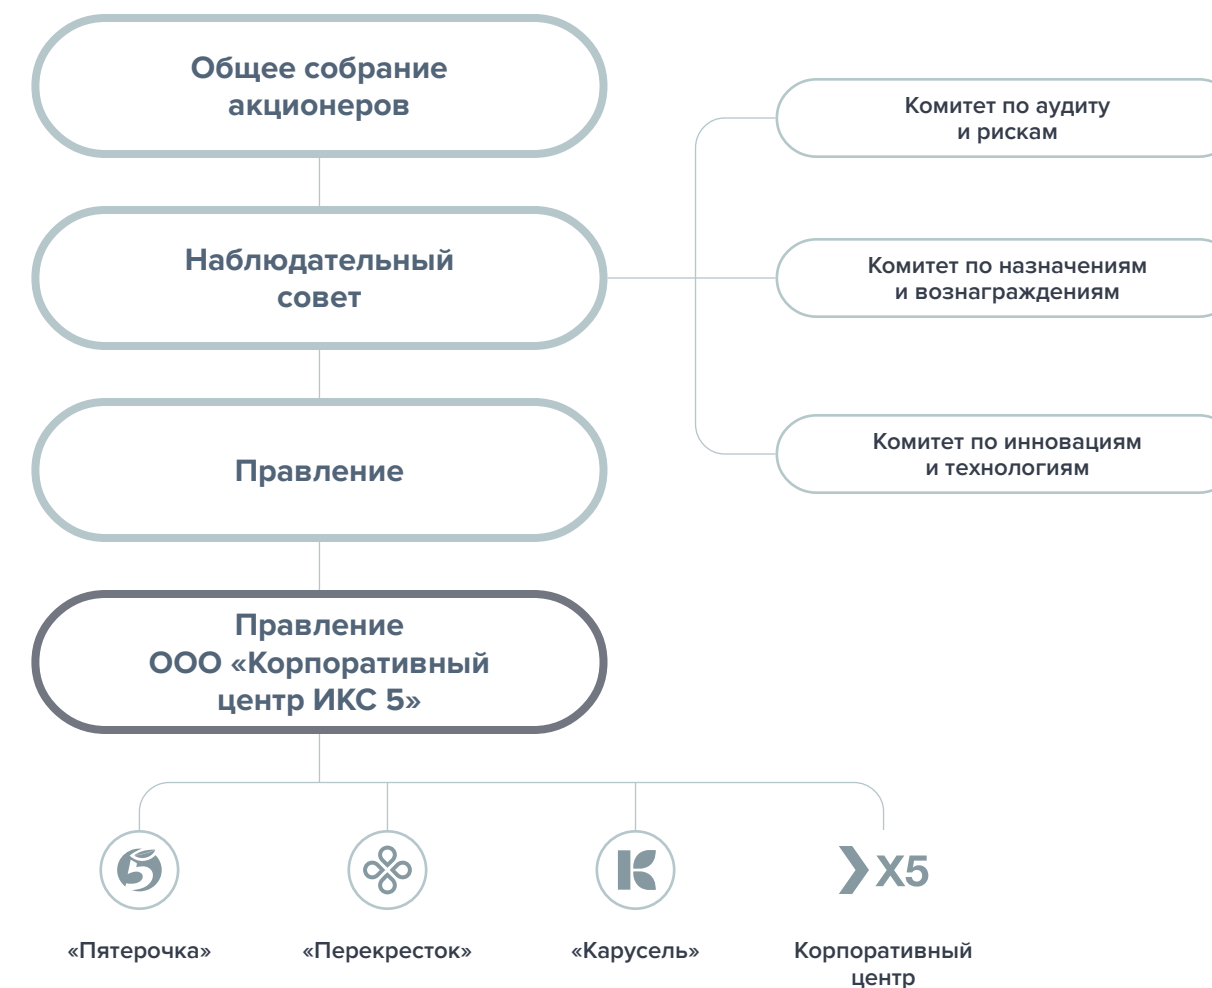 Общее собрание
акционеров
Комитет по аудиту
и рискам
Наблюдательный
совет
Комитет по назначениям
и вознаграждениям
Правление
Комитет по инновациям
и технологиям
Правление
ООО «Корпоративный
центр ИКС 5»
5
X5
«Пятерочка»
«Перекресток»
«Карусель»
Корпоративный
центр